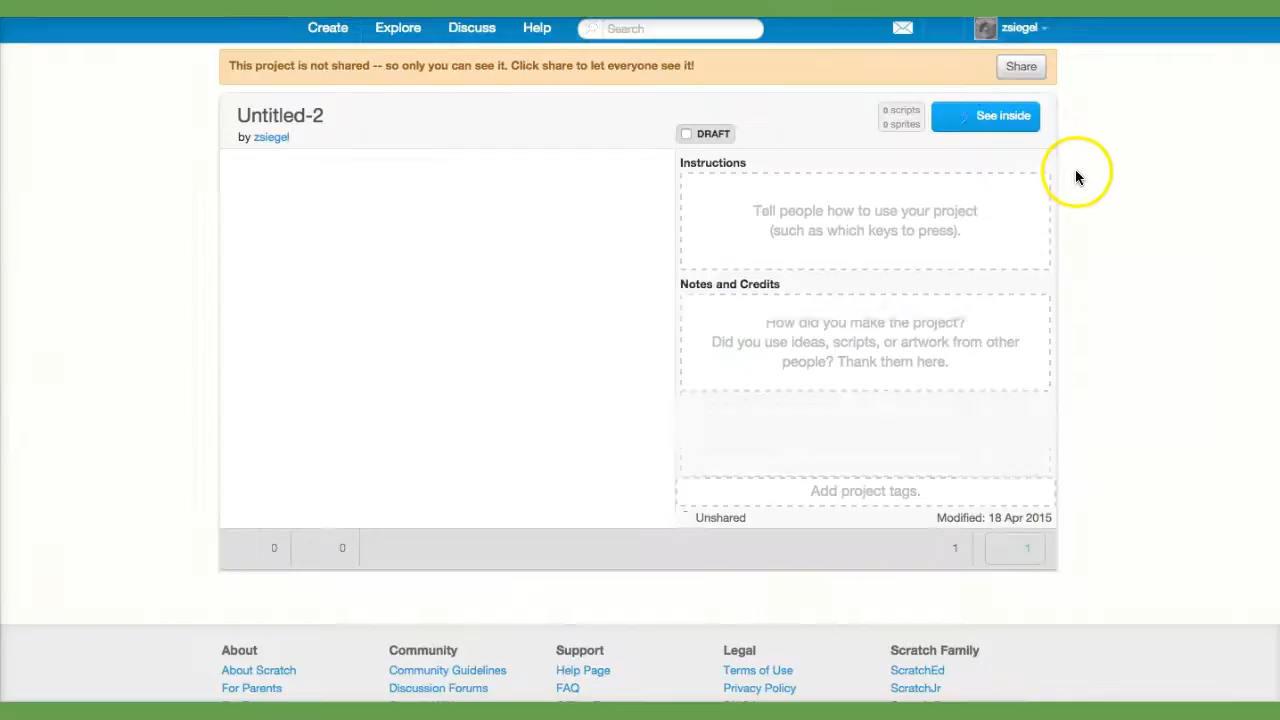 Create Explore Discuss Help Search zsiegel
This project is not shared -- so only you can see it. Click share to let everyone see it! Share
Untitled-2
by zsiegel
0 scripts
0 sprites
See inside
DRAFT
Instructions
Tell people how to use your project
(such as which keys to press).
Notes and Credits
How did you make the project?
Did you use ideas, scripts, or artwork from other
people? Thank them here.
Add project tags.
Unshared Modified: 18 Apr 2015
0 0 1 1
About Community Support Legal Scratch Family
About Scratch Community Guidelines Help Page Terms of Use ScratchEd
For Parents Discussion Forums FAQ Privacy Policy ScratchJr